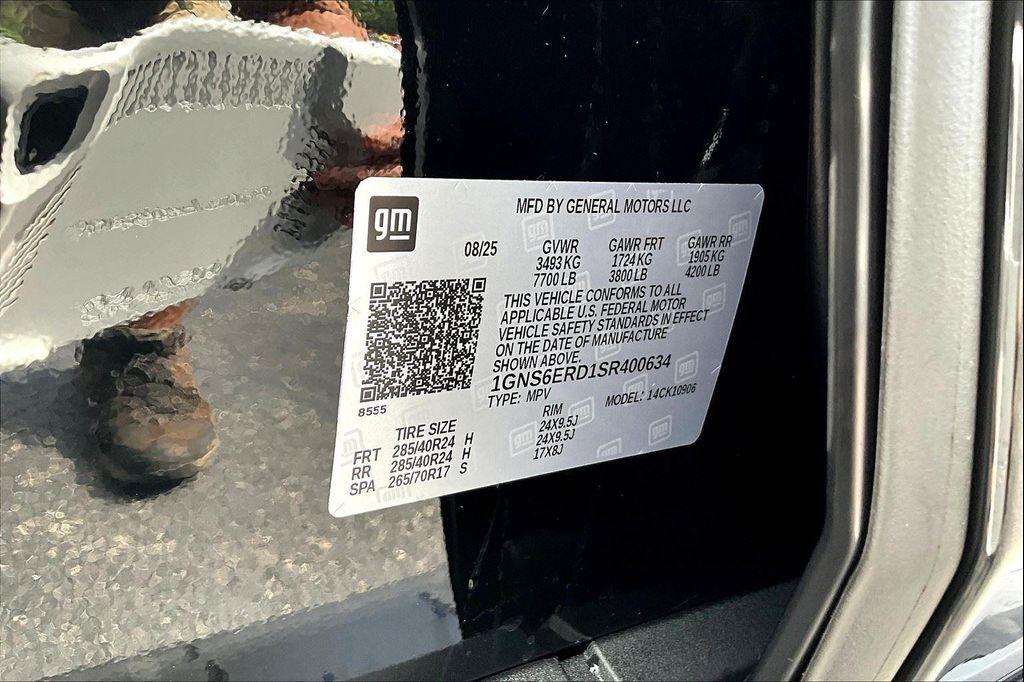 gm
MFD BY GENERAL MOTORS LLC
08/25 GVWR GAWR FRT GAWR RR
3493 KG 1724 KG 1905 KG
7700 LB 3800 LB 4200 LB
THIS VEHICLE CONFORMS TO ALL
APPLICABLE U.S. FEDERAL MOTOR
VEHICLE SAFETY STANDARDS IN EFFECT
ON THE DATE OF MANUFACTURE
SHOWN ABOVE.
1GNS6ERD1SR400634
TYPE: MPV MODEL: 14CK10906
8555
TIRE SIZE RIM
FRT 285/40R24 H 24X9.5J
RR 285/40R24 H 24X9.5J
SPA 265/70R17 S 17X8J